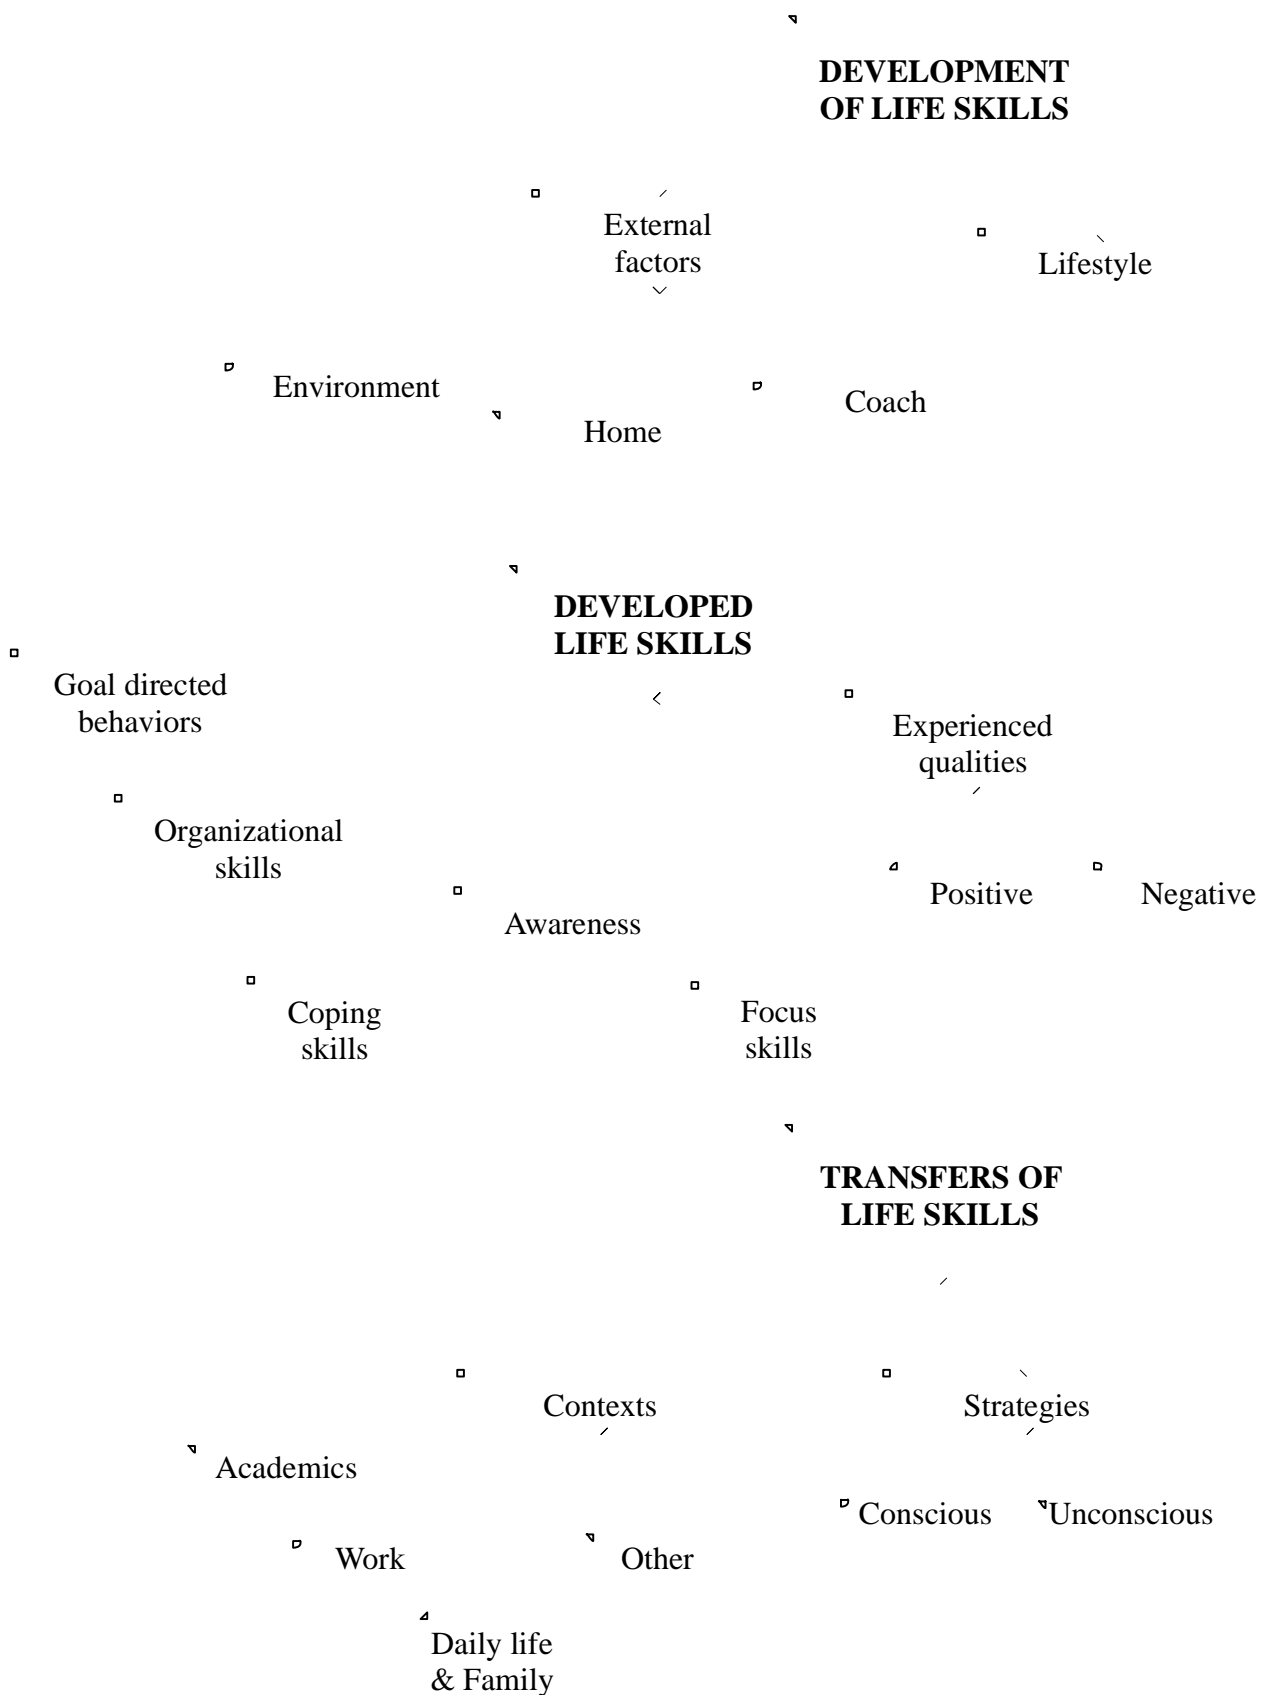 DEVELOPMENT
OF LIFE SKILLS
External
factors
Lifestyle
Environment
Home
Coach
DEVELOPED
LIFE SKILLS
Goal directed
behaviors
Experienced
qualities
Organizational
skills
Awareness
Positive
Negative
Coping
skills
Focus
skills
TRANSFERS OF
LIFE SKILLS
Contexts
Strategies
Academics
Conscious
Unconscious
Work
Other
Daily life
& Family